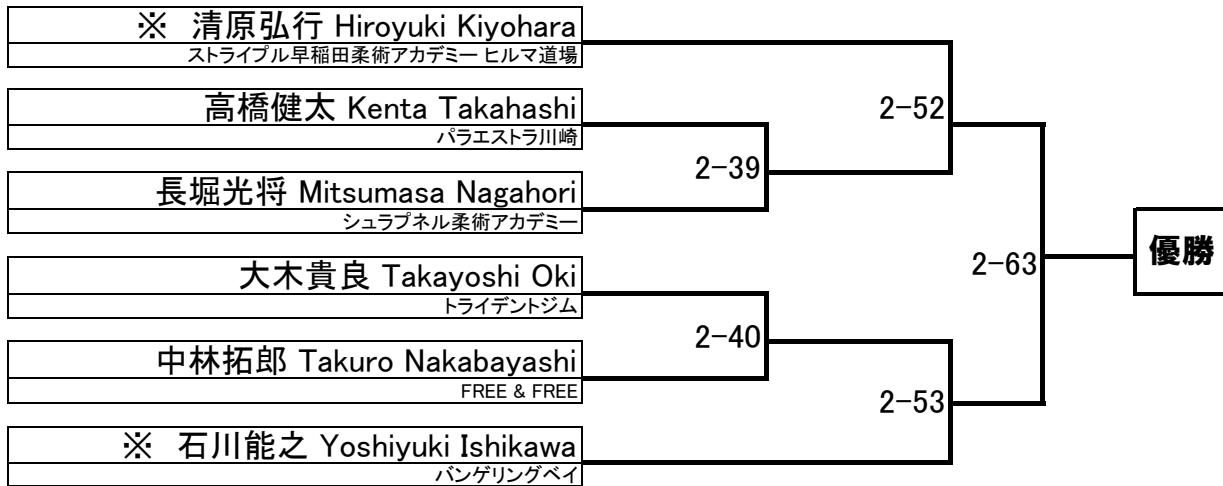 ※ 清原弘行 Hiroyuki Kiyohara
ストライプル早稲田柔術アカデミー ヒルマ道場
高橋健太 Kenta Takahashi
パラエストラ川崎
2-52
2-39
長堀光将 Mitsumasa Nagahori
シュラプネル柔術アカデミー
優勝
2-63
大木貴良 Takayoshi Oki
トライデントジム
2-40
中林拓郎 Takuro Nakabayashi
FREE & FREE
2-53
※ 石川能之 Yoshiyuki Ishikawa
バンゲリングベイ